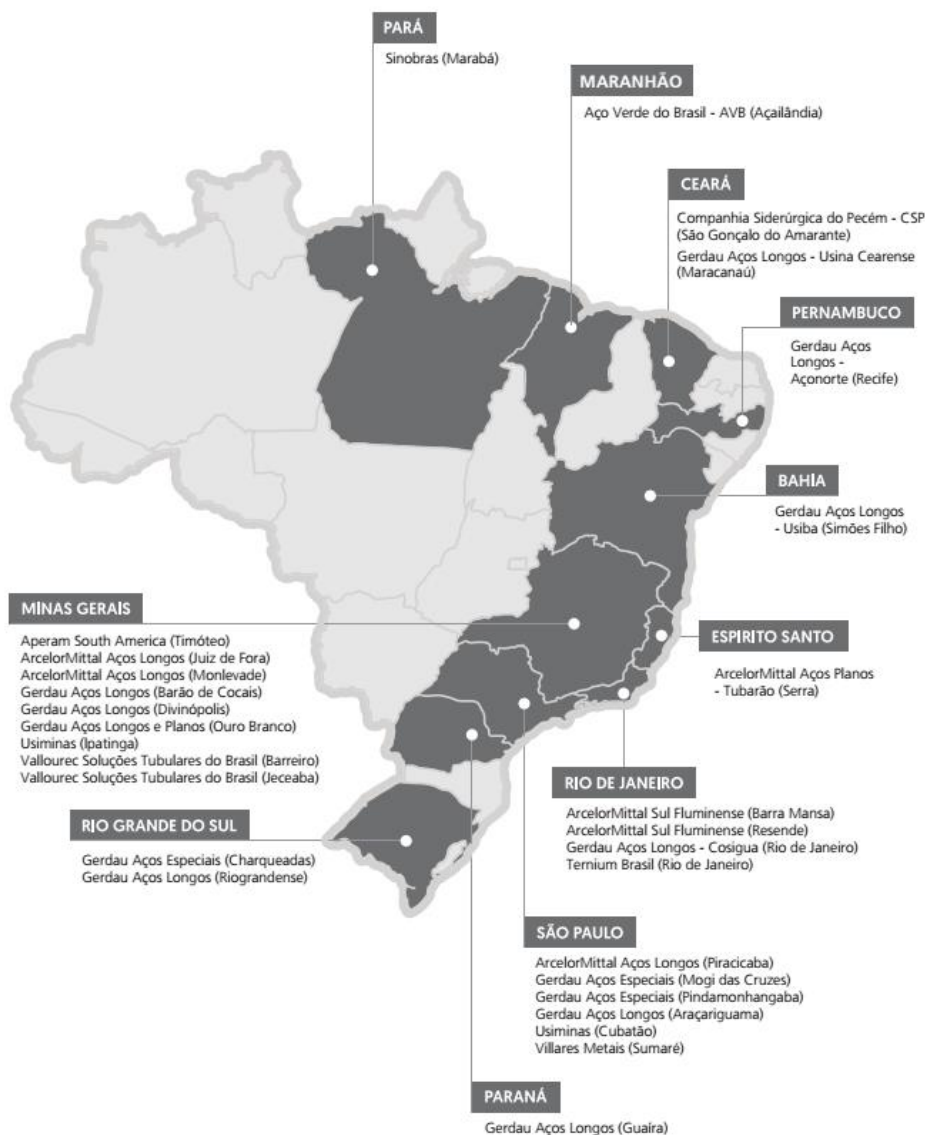 PARÁ
Sinobras (Marabá)
MARANHÃO
Aço Verde do Brasil - AVB (Açailândia)
CEARÁ
Companhia Siderúrgica do Pecém - CSP
(São Gonçalo do Amarante)
Gerdau Aços Longos - Usina Cearense
(Maracanaú)
PERNAMBUCO
Gerdau Aços
Longos -
Açonorte (Recife)
BAHIA
Gerdau Aços Longos
- Usiba (Simões Filho)
MINAS GERAIS
Aperam South America (Timóteo)
ArcelorMittal Aços Longos (Juiz de Fora)
ArcelorMittal Aços Longos (Monlevade)
Gerdau Aços Longos (Barão de Cocais)
Gerdau Aços Longos (Divinópolis)
Gerdau Aços Longos e Planos (Ouro Branco)
Usiminas (Ipatinga)
Vallourec Soluções Tubulares do Brasil (Barreiro)
Vallourec Soluções Tubulares do Brasil (Jeceaba)
ESPIRITO SANTO
ArcelorMittal Aços Planos
- Tubarão (Serra)
RIO DE JANEIRO
ArcelorMittal Sul Fluminense (Barra Mansa)
ArcelorMittal Sul Fluminense (Resende)
Gerdau Aços Longos - Cosigua (Rio de Janeiro)
Ternium Brasil (Rio de Janeiro)
RIO GRANDE DO SUL
Gerdau Aços Especiais (Charqueadas)
Gerdau Aços Longos (Riograndense)
SÃO PAULO
ArcelorMittal Aços Longos (Piracicaba)
Gerdau Aços Especiais (Mogi das Cruzes)
Gerdau Aços Especiais (Pindamonhangaba)
Gerdau Aços Longos (Araçariguama)
Usiminas (Cubatão)
Villares Metais (Sumaré)
PARANÁ
Gerdau Aços Longos (Guaíra)